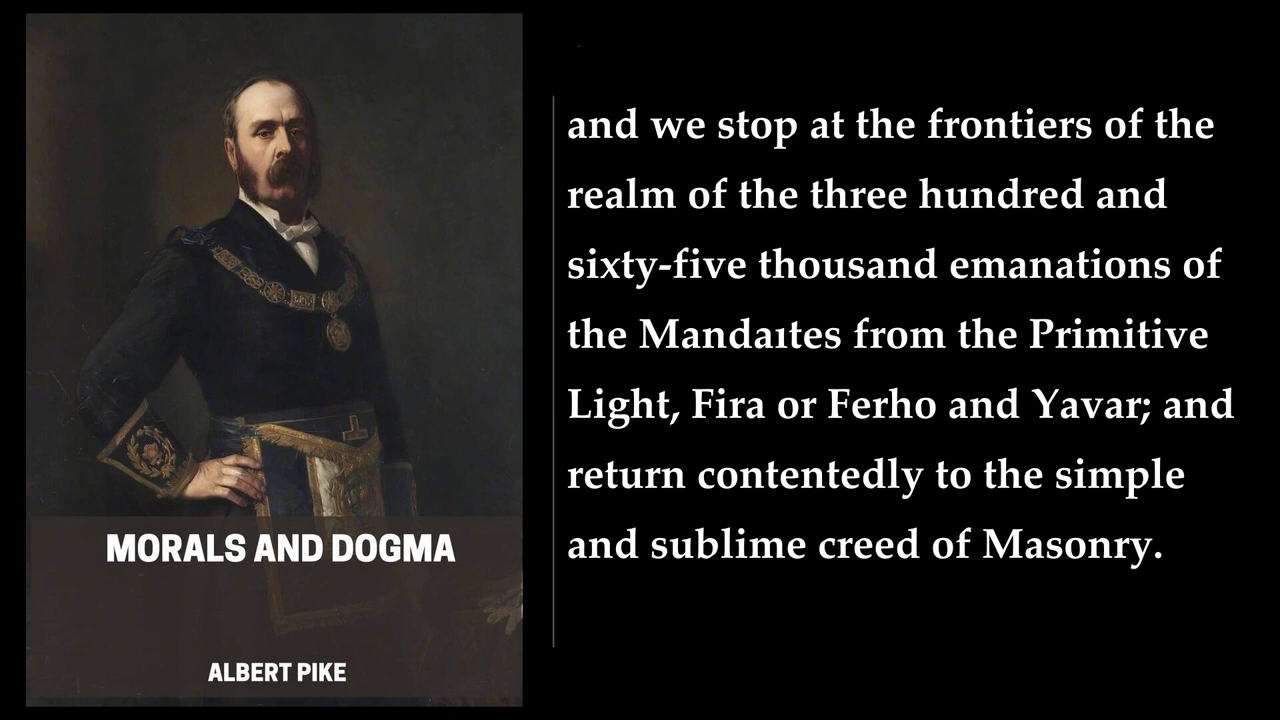 MORALS AND DOGMA
ALBERT PIKE
and we stop at the frontiers of the
realm of the three hundred and
sixty-five thousand emanations of
the Mandaıtes from the Primitive
Light, Fira or Ferho and Yavar; and
return contentedly to the simple
and sublime creed of Masonry.